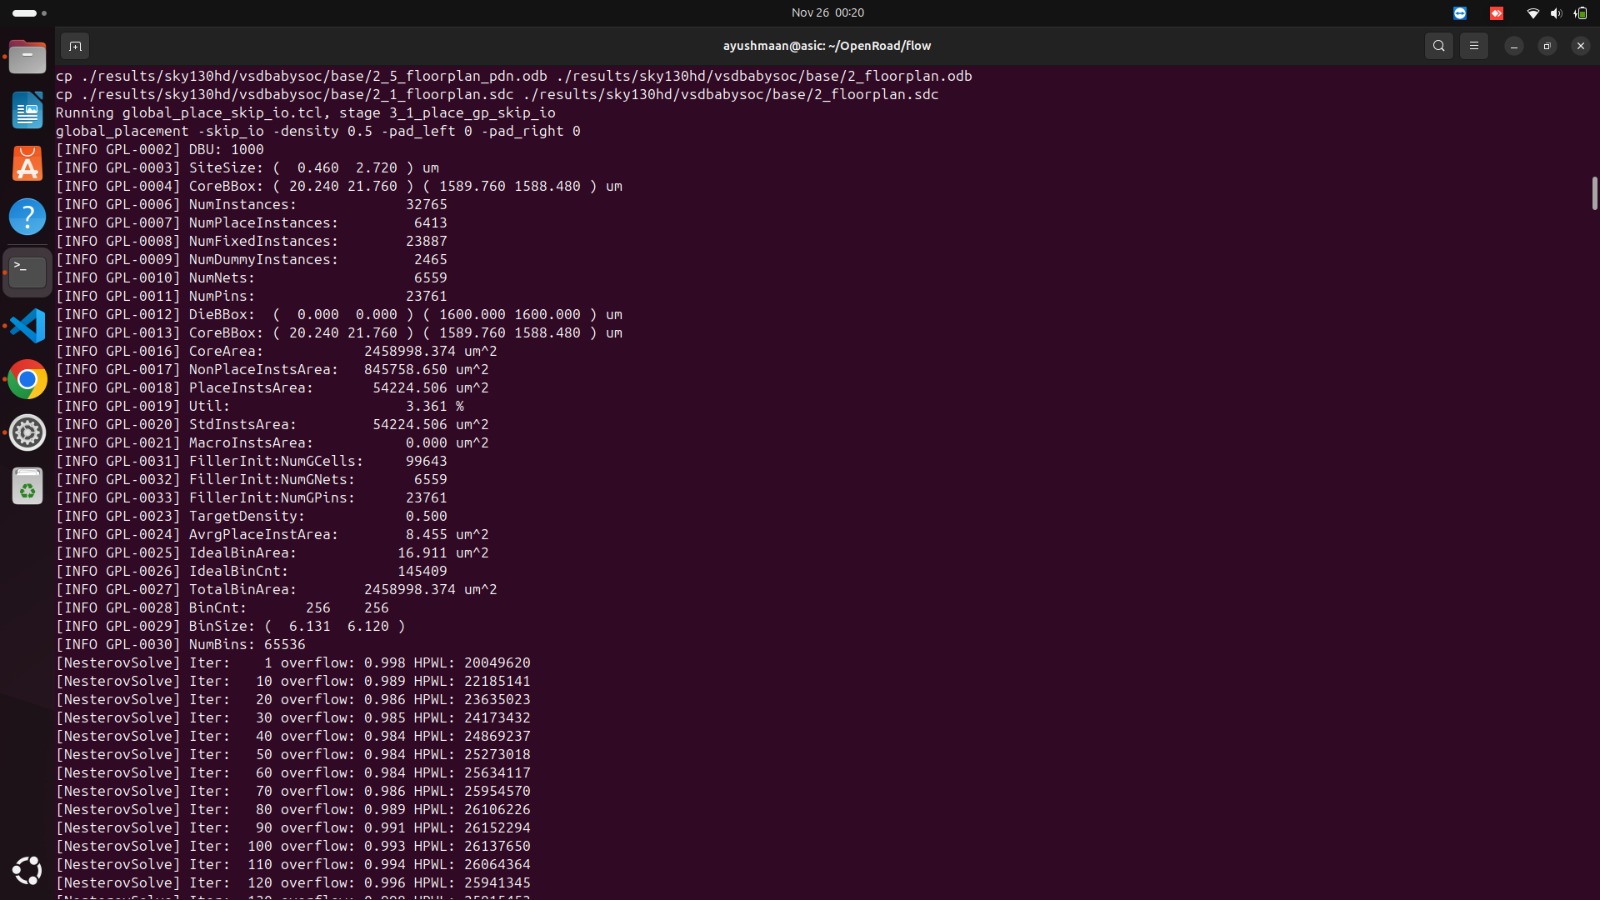 Nov 26  00:20
ayushmaan@asic: ~/OpenRoad/flow
cp ./results/sky130hd/vsdbabysoc/base/2_5_floorplan_pdn.odb ./results/sky130hd/vsdbabysoc/base/2_floorplan.odb
cp ./results/sky130hd/vsdbabysoc/base/2_1_floorplan.sdc ./results/sky130hd/vsdbabysoc/base/2_floorplan.sdc
Running global_place_skip_io.tcl, stage 3_1_place_gp_skip_io
global_placement -skip_io -density 0.5 -pad_left 0 -pad_right 0
[INFO GPL-0002] DBU: 1000
[INFO GPL-0003] SiteSize: (  0.460  2.720 ) um
[INFO GPL-0004] CoreBBox: ( 20.240 21.760 ) ( 1589.760 1588.480 ) um
[INFO GPL-0006] NumInstances:             32765
[INFO GPL-0007] NumPlaceInstances:         6413
[INFO GPL-0008] NumFixedInstances:        23887
[INFO GPL-0009] NumDummyInstances:         2465
[INFO GPL-0010] NumNets:                   6559
[INFO GPL-0011] NumPins:                  23761
[INFO GPL-0012] DieBBox:  (  0.000  0.000 ) ( 1600.000 1600.000 ) um
[INFO GPL-0013] CoreBBox: ( 20.240 21.760 ) ( 1589.760 1588.480 ) um
[INFO GPL-0016] CoreArea:            2458998.374 um^2
[INFO GPL-0017] NonPlaceInstsArea:   845758.650 um^2
[INFO GPL-0018] PlaceInstsArea:       54224.506 um^2
[INFO GPL-0019] Util:                     3.361 %
[INFO GPL-0020] StdInstsArea:         54224.506 um^2
[INFO GPL-0021] MacroInstsArea:           0.000 um^2
[INFO GPL-0031] FillerInit:NumGCells:     99643
[INFO GPL-0032] FillerInit:NumGNets:       6559
[INFO GPL-0033] FillerInit:NumGPins:      23761
[INFO GPL-0023] TargetDensity:            0.500
[INFO GPL-0024] AvrgPlaceInstArea:        8.455 um^2
[INFO GPL-0025] IdealBinArea:            16.911 um^2
[INFO GPL-0026] IdealBinCnt:             145409
[INFO GPL-0027] TotalBinArea:        2458998.374 um^2
[INFO GPL-0028] BinCnt:       256    256
[INFO GPL-0029] BinSize: (  6.131  6.120 )
[INFO GPL-0030] NumBins: 65536
[NesterovSolve] Iter:    1 overflow: 0.998 HPWL: 20049620
[NesterovSolve] Iter:   10 overflow: 0.989 HPWL: 22185141
[NesterovSolve] Iter:   20 overflow: 0.986 HPWL: 23635023
[NesterovSolve] Iter:   30 overflow: 0.985 HPWL: 24173432
[NesterovSolve] Iter:   40 overflow: 0.984 HPWL: 24869237
[NesterovSolve] Iter:   50 overflow: 0.984 HPWL: 25273018
[NesterovSolve] Iter:   60 overflow: 0.984 HPWL: 25634117
[NesterovSolve] Iter:   70 overflow: 0.986 HPWL: 25954570
[NesterovSolve] Iter:   80 overflow: 0.989 HPWL: 26106226
[NesterovSolve] Iter:   90 overflow: 0.991 HPWL: 26152294
[NesterovSolve] Iter:  100 overflow: 0.993 HPWL: 26137650
[NesterovSolve] Iter:  110 overflow: 0.994 HPWL: 26064364
[NesterovSolve] Iter:  120 overflow: 0.996 HPWL: 25941345